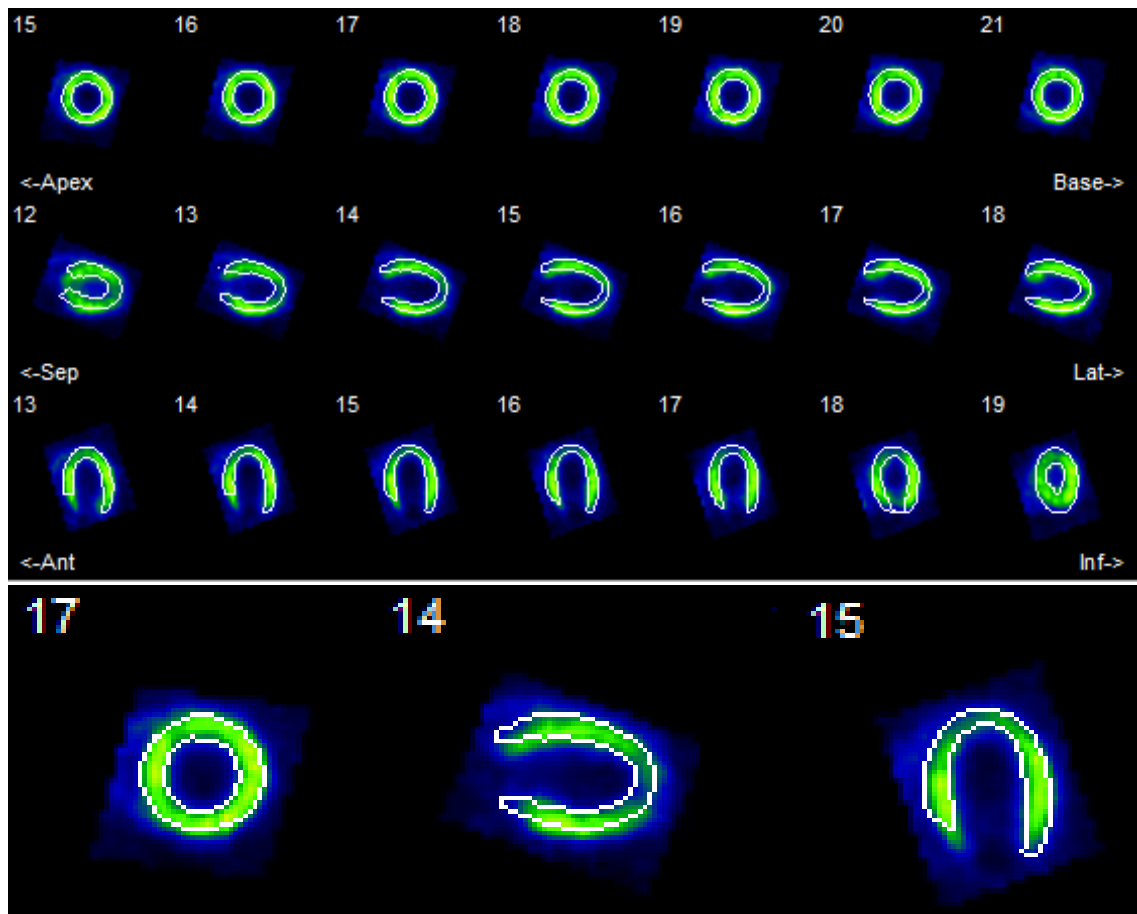 15 16 17 18 19 20 21
<-Apex Base->
12 13 14 15 16 17 18
<-Sep Lat->
13 14 15 16 17 18 19
<-Ant Inf->
17 14 15